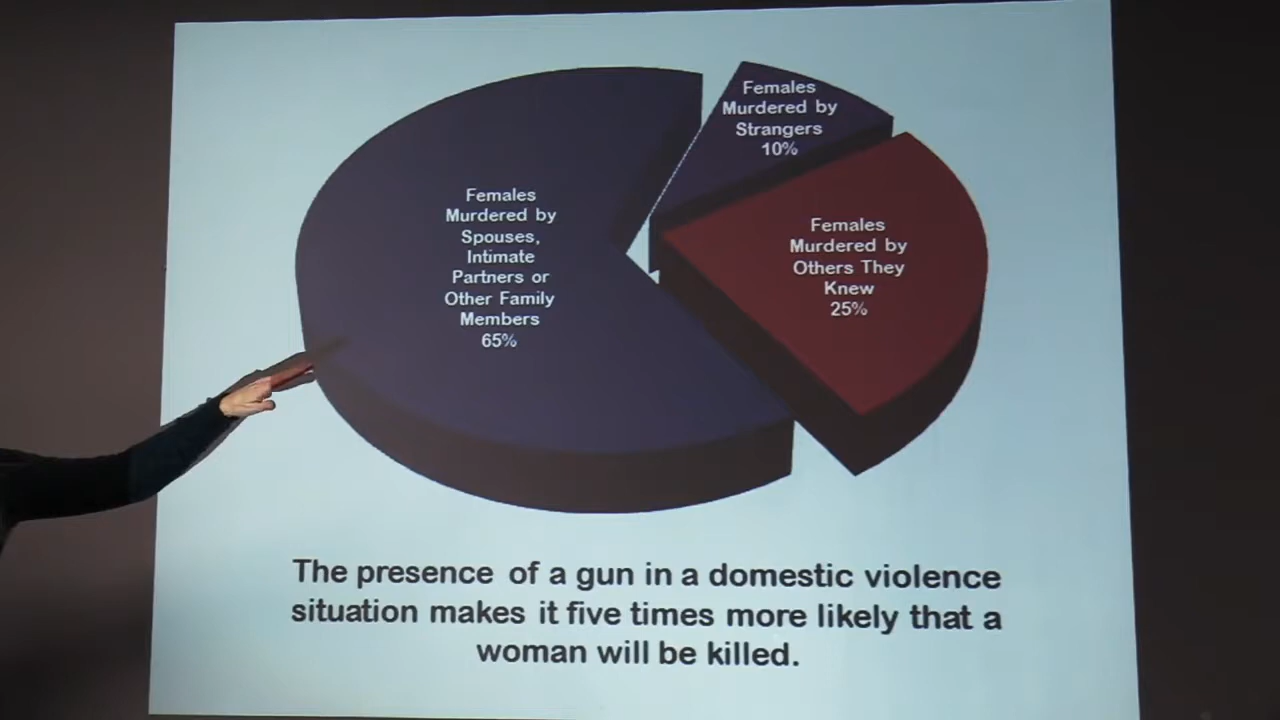 Females
Murdered by
Strangers
10%
Females
Murdered by
Spouses,
Intimate
Partners or
Other Family
Members
65%
Females
Murdered by
Others They
Knew
25%
The presence of a gun in a domestic violence
situation makes it five times more likely that a
woman will be killed.